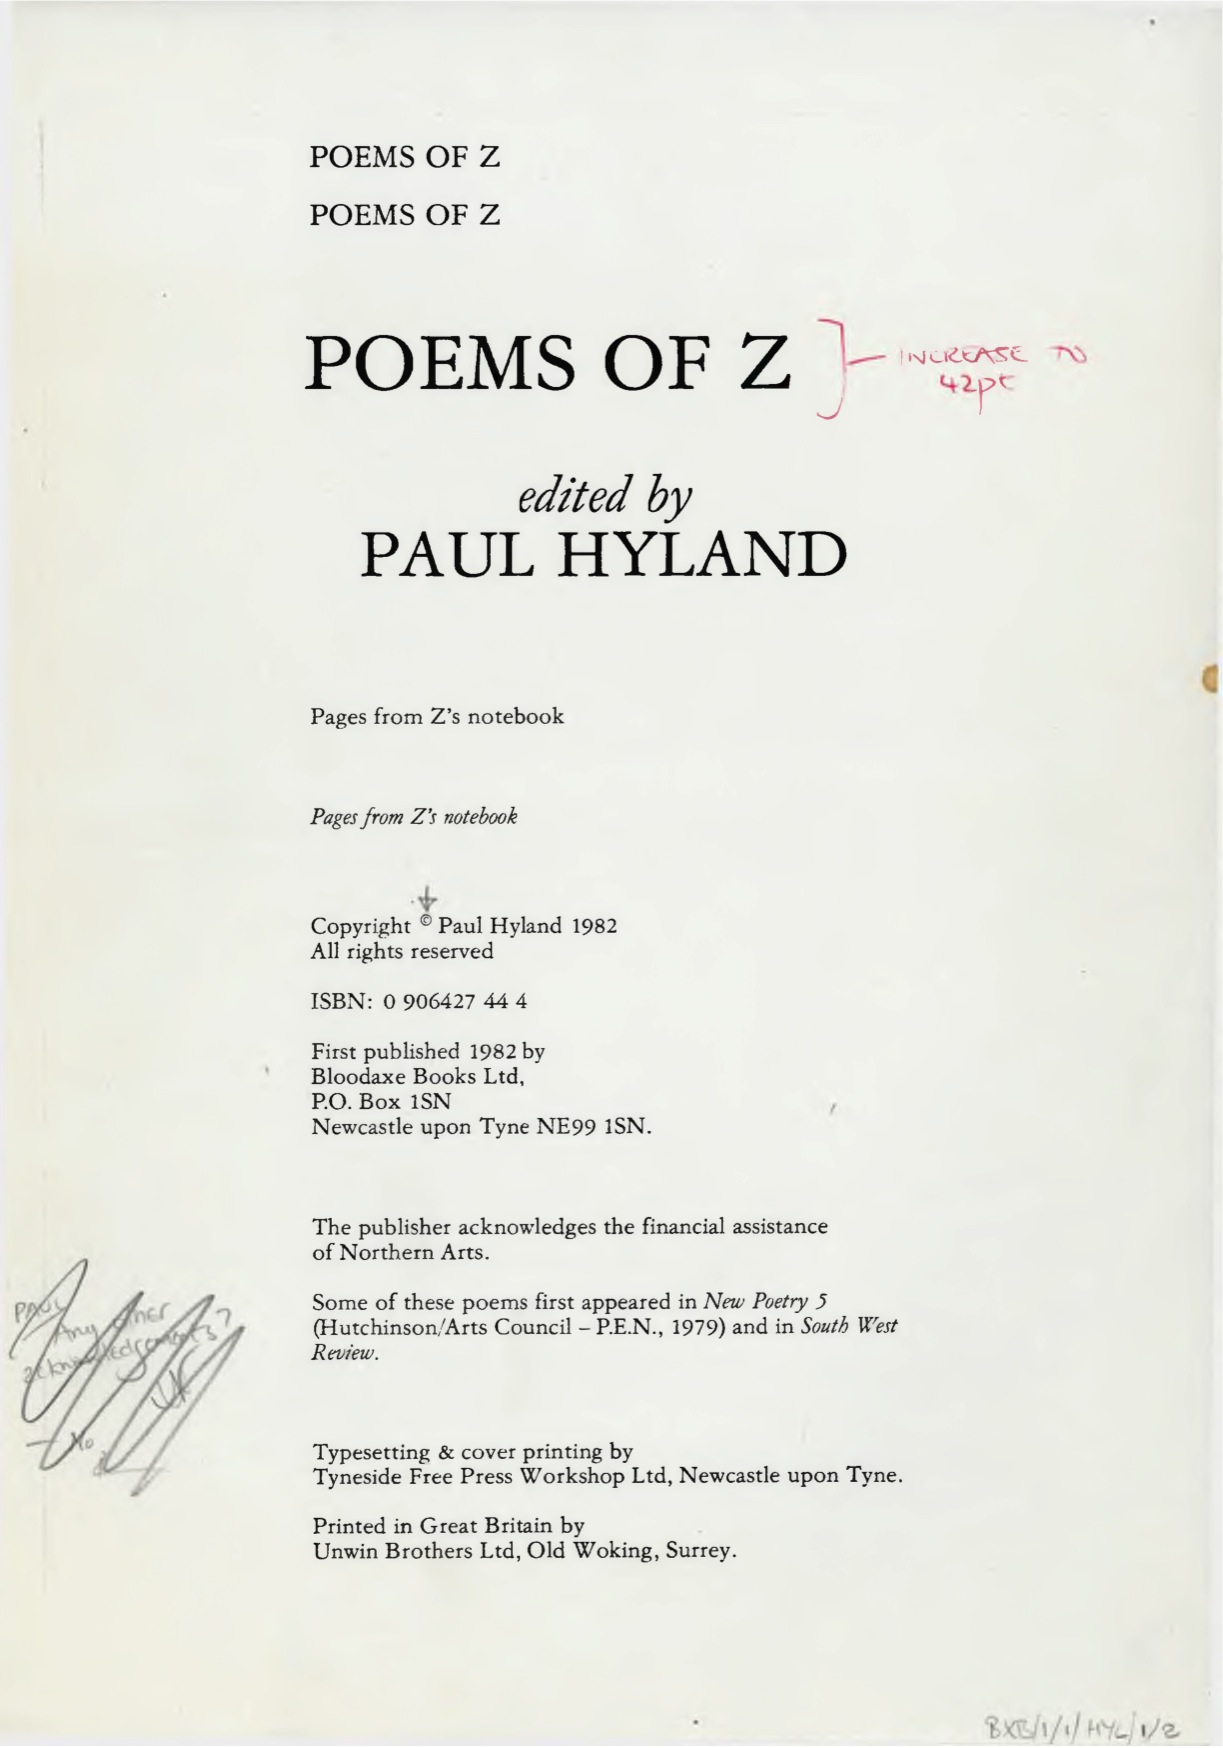 POEMS OF Z
POEMS OF Z
POEMS OF Z
INCREASE TO
42pt
edited by
PAUL HYLAND
Pages from Z's notebook
Pages from Z's notebook
Copyright © Paul Hyland 1982
All rights reserved
ISBN: 0 906427 44 4
First published 1982 by
Bloodaxe Books Ltd,
P.O. Box 1SN
Newcastle upon Tyne NE99 1SN.
The publisher acknowledges the financial assistance
of Northern Arts.
PAUL
Any other
acknowledgements?
No
Some of these poems first appeared in New Poetry 5
(Hutchinson/Arts Council – P.E.N., 1979) and in South West
Review.
Typesetting & cover printing by
Tyneside Free Press Workshop Ltd, Newcastle upon Tyne.
Printed in Great Britain by
Unwin Brothers Ltd, Old Woking, Surrey.
BXB/1/1/HYL/1/2